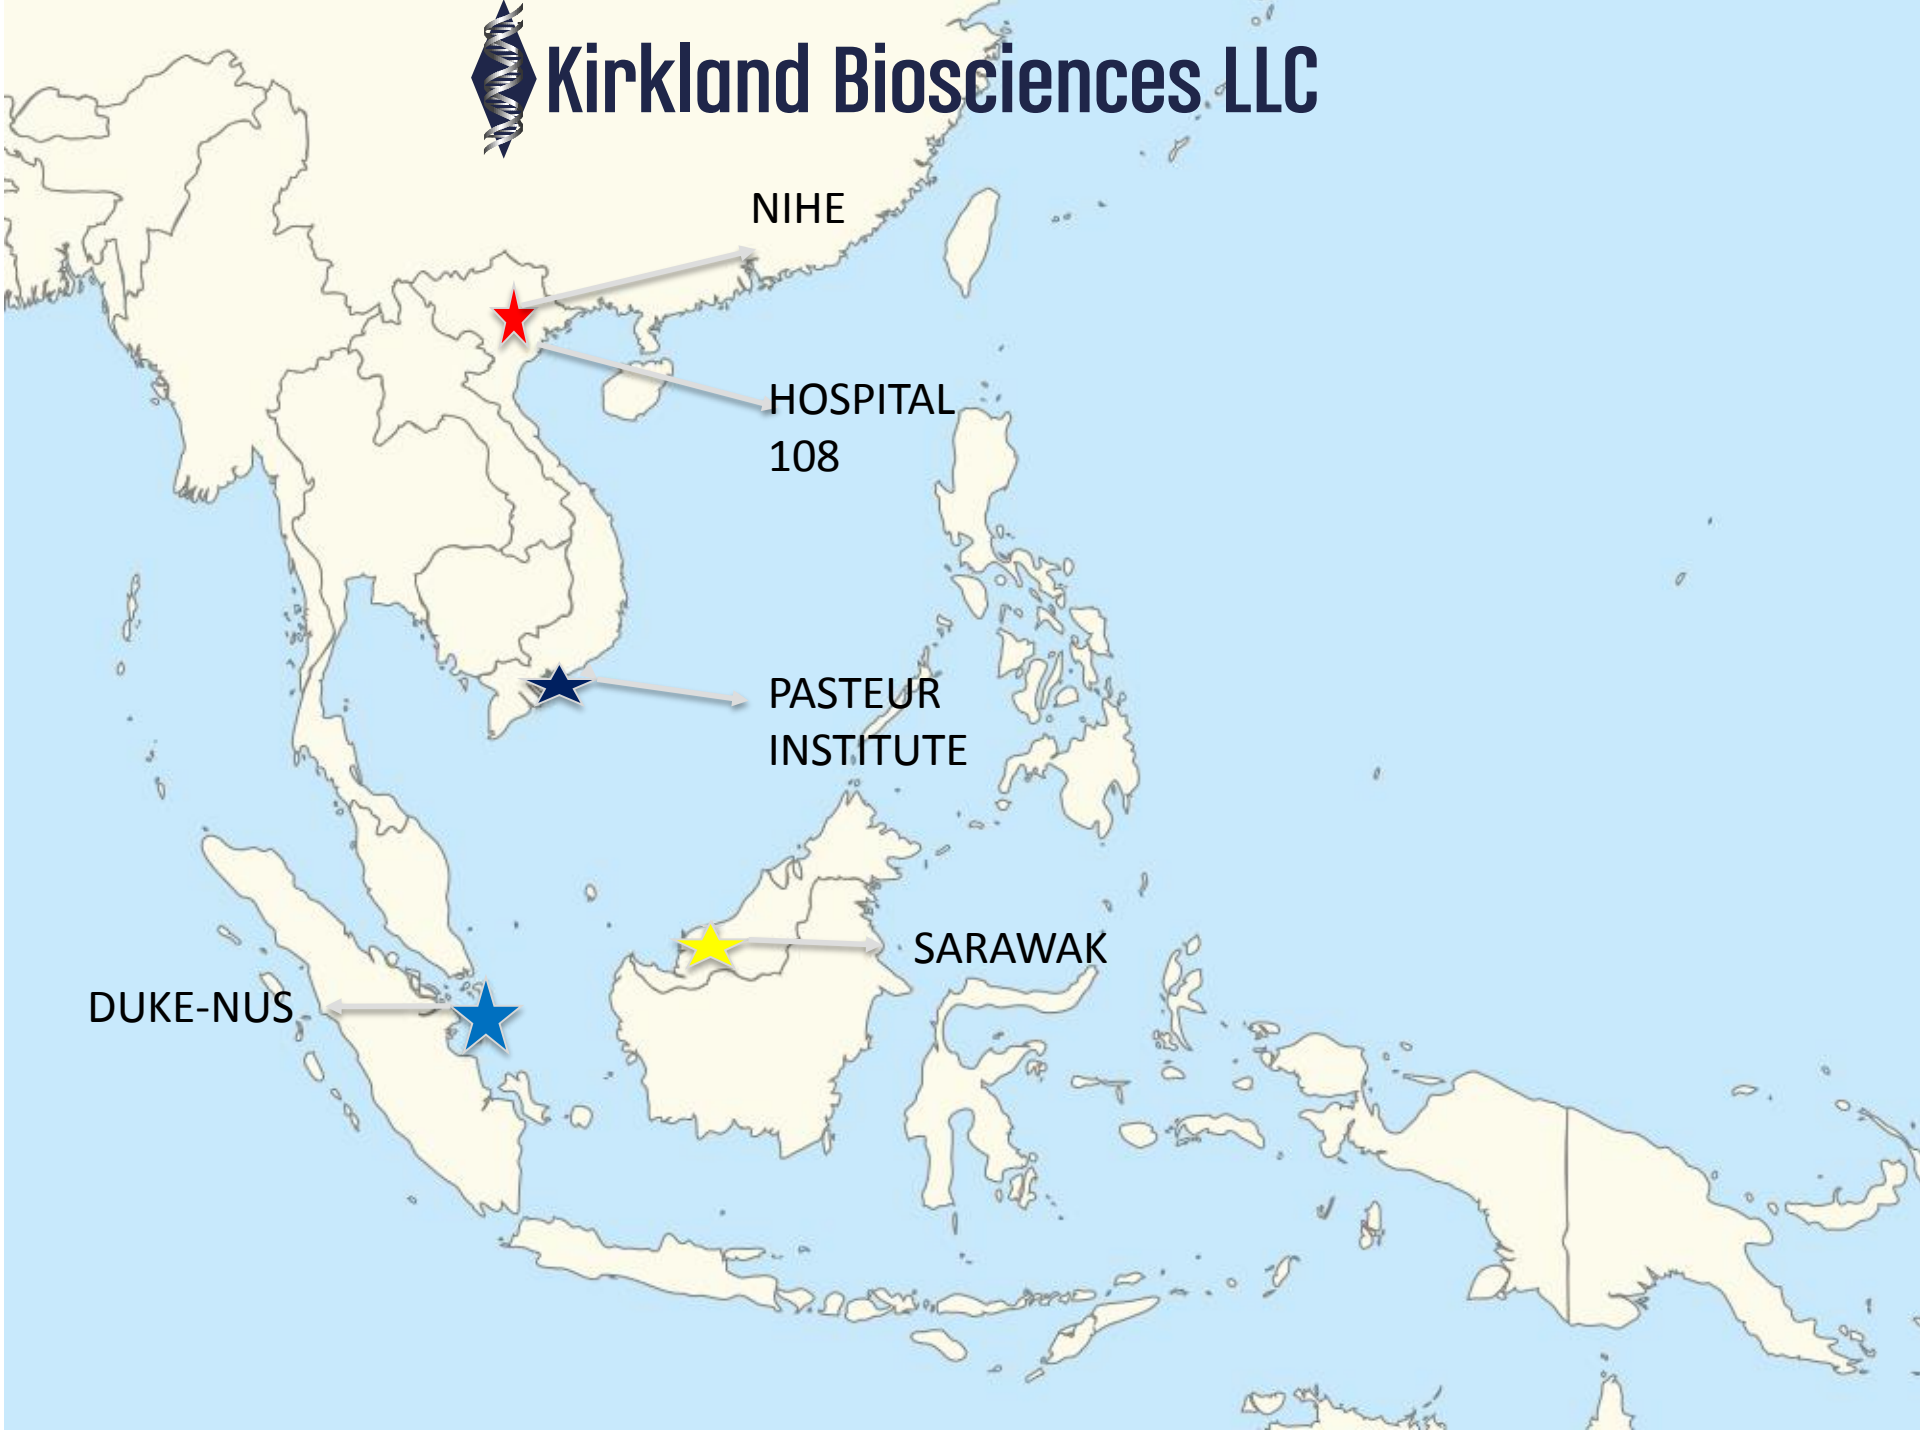 Kirkland Biosciences LLC
NIHE
HOSPITAL
108
PASTEUR
INSTITUTE
SARAWAK
DUKE-NUS